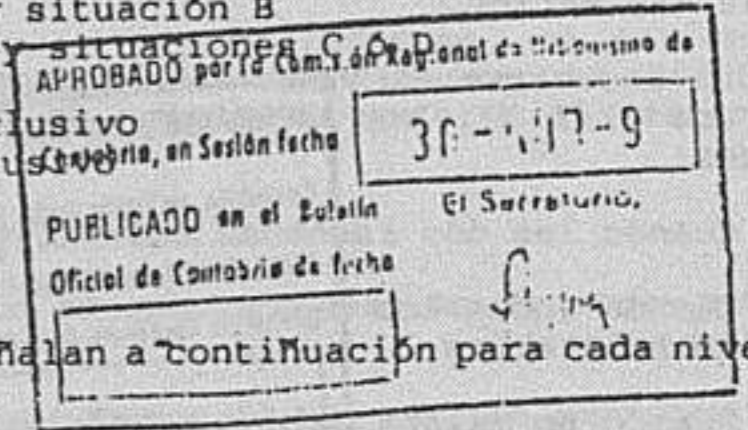 situación B
y situaciones C ó D
APROBADO por la Comisión Regional de Urbanismo de
lusivo
Cantabria, en Sesión fecha
usivo
PUBLICADO en el Boletín
El Secretario,
Oficial de Cantabria de fecha
ñalan a continuación para cada nive